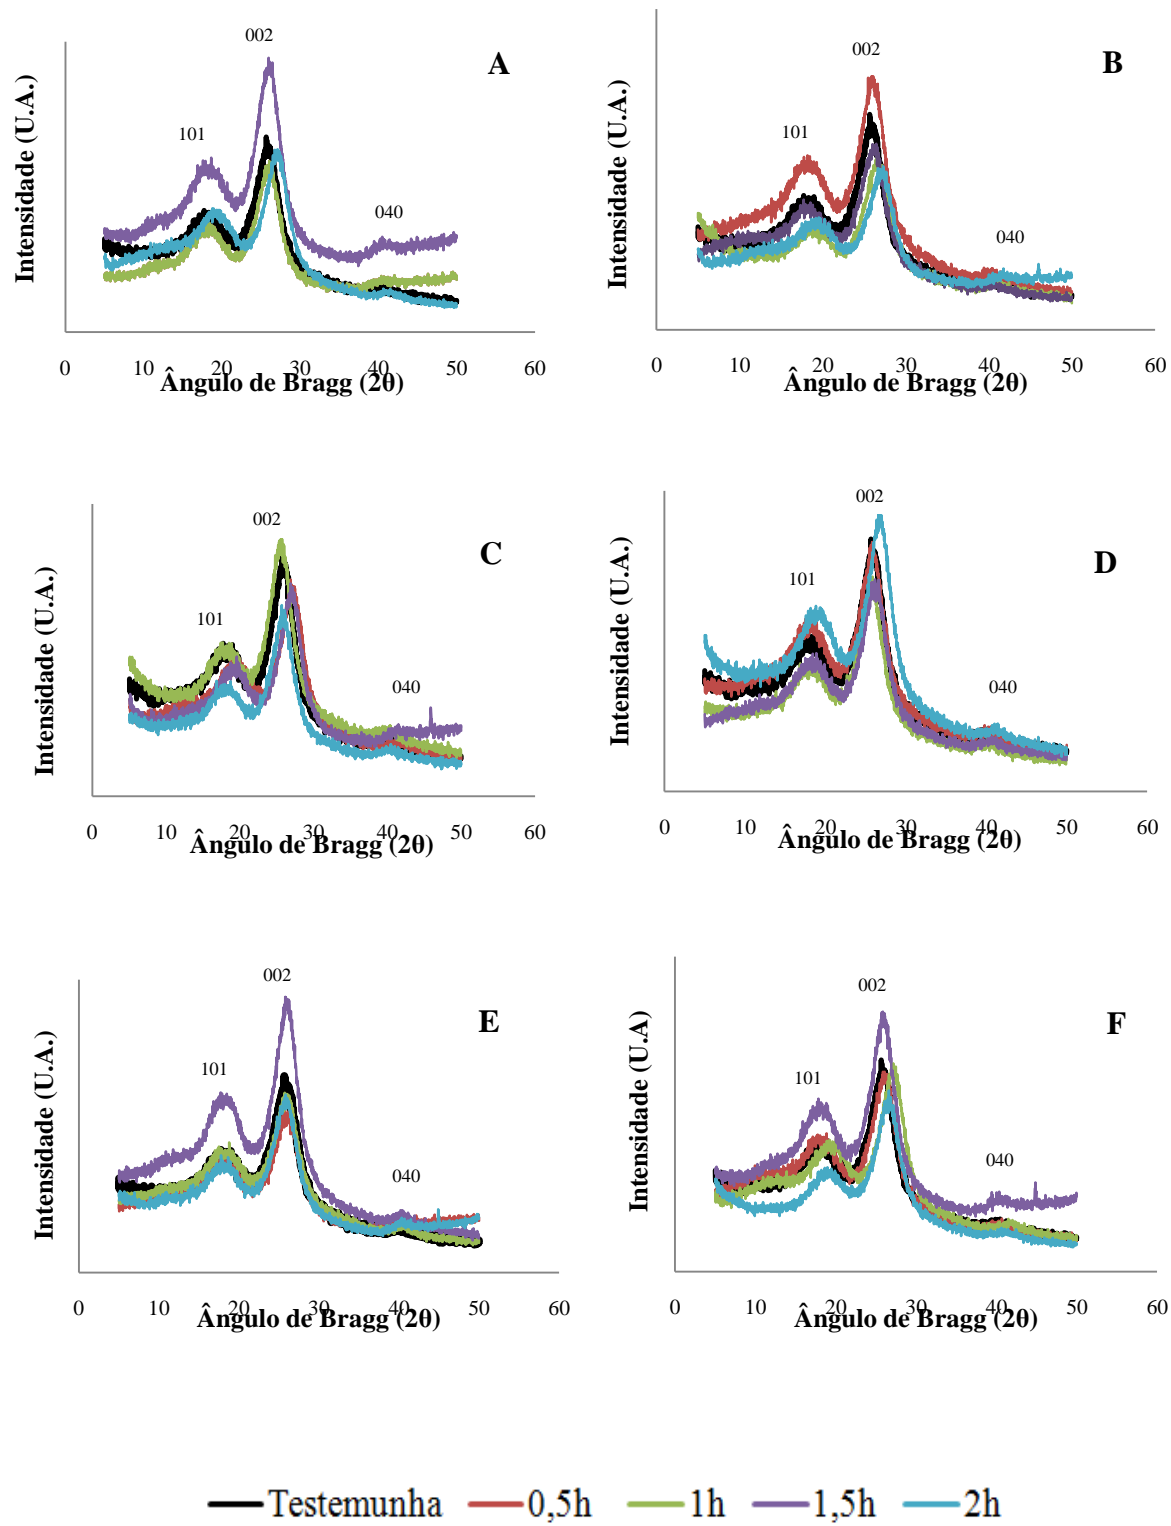 002
A
101
040
Intensidade (U.A.)
0 10 20 30 40 50 60
Ângulo de Bragg (2θ)
002
B
101
040
Intensidade (U.A.)
0 10 20 30 40 50 60
Ângulo de Bragg (2θ)
002
C
101
040
Intensidade (U.A.)
0 10 20 30 40 50 60
Ângulo de Bragg (2θ)
002
D
101
040
Intensidade (U.A.)
0 10 20 30 40 50 60
Ângulo de Bragg (2θ)
002
E
101
040
Intensidade (U.A.)
0 10 20 30 40 50 60
Ângulo de Bragg (2θ)
002
F
101
040
Intensidade (U.A)
0 10 20 30 40 50 60
Ângulo de Bragg (2θ)
Testemunha 0,5h 1h 1,5h 2h